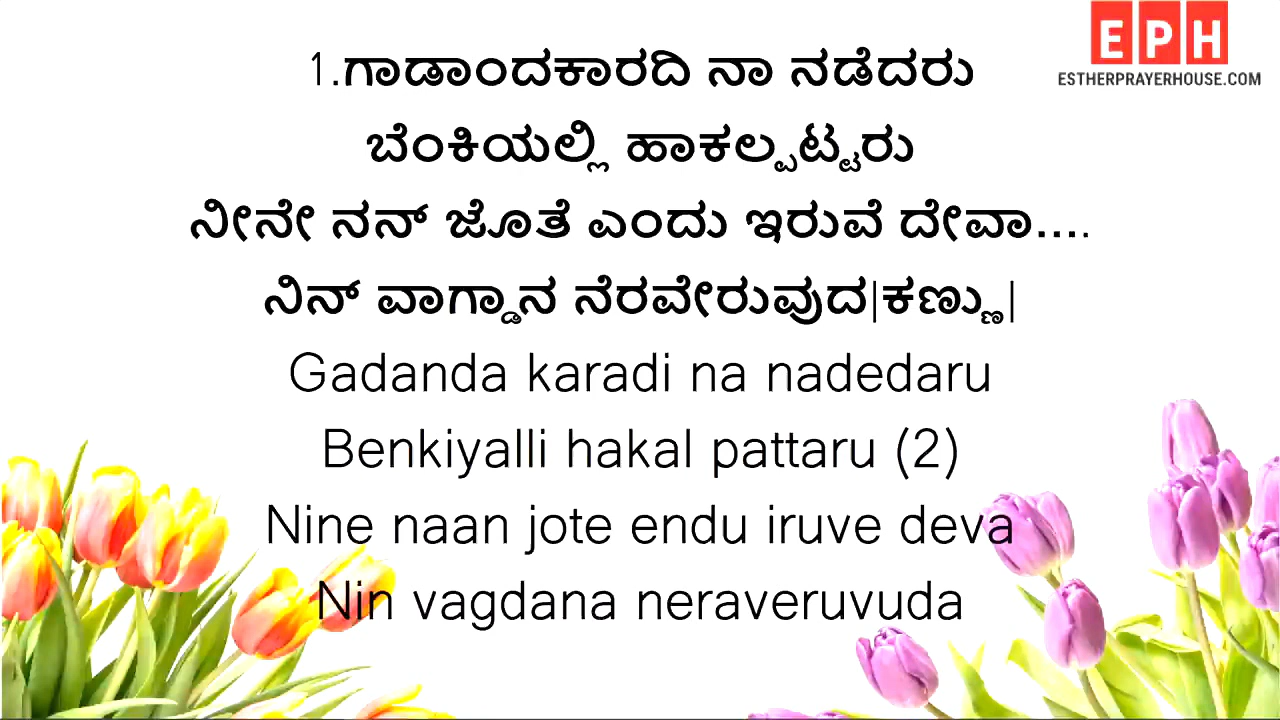 EPH
ESTHERPRAYERHOUSE.COM
1.ಗಾಡಾಂದಕಾರದಿ ನಾ ನಡೆದರು
ಬೆಂಕಿಯಲ್ಲಿ ಹಾಕಲ್ಪಟ್ಟರು
ನೀನೇ ನನ್ ಜೊತೆ ಎಂದು ಇರುವೆ ದೇವಾ....
ನಿನ್ ವಾಗ್ದಾನ ನೆರವೇರುವುದ|ಕಣ್ಣು|
Gadanda karadi na nadedaru
Benkiyalli hakal pattaru (2)
Nine naan jote endu iruve deva
Nin vagdana neraveruvuda